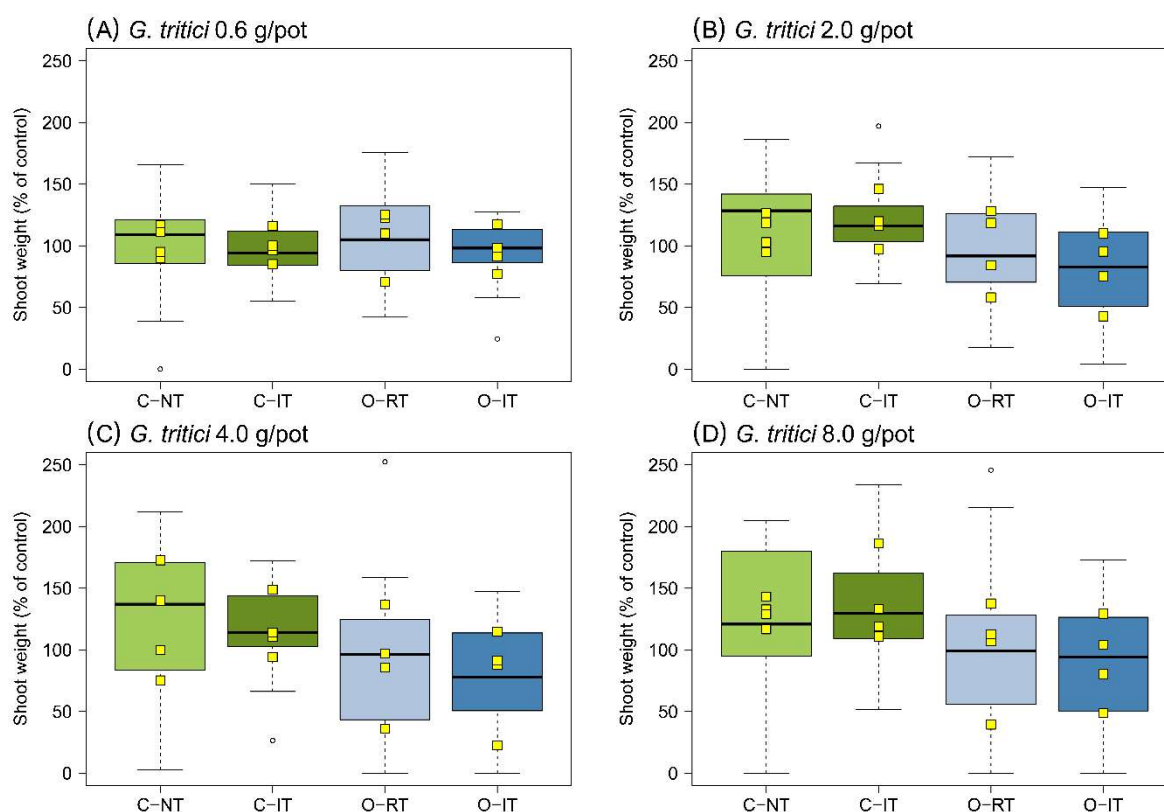 (A) G. tritici 0.6 g/pot
Shoot weight (% of control)
250
200
150
100
50
0
C−NT C−IT O−RT O−IT
(B) G. tritici 2.0 g/pot
Shoot weight (% of control)
250
200
150
100
50
0
C−NT C−IT O−RT O−IT
(C) G. tritici 4.0 g/pot
Shoot weight (% of control)
250
200
150
100
50
0
C−NT C−IT O−RT O−IT
(D) G. tritici 8.0 g/pot
Shoot weight (% of control)
250
200
150
100
50
0
C−NT C−IT O−RT O−IT